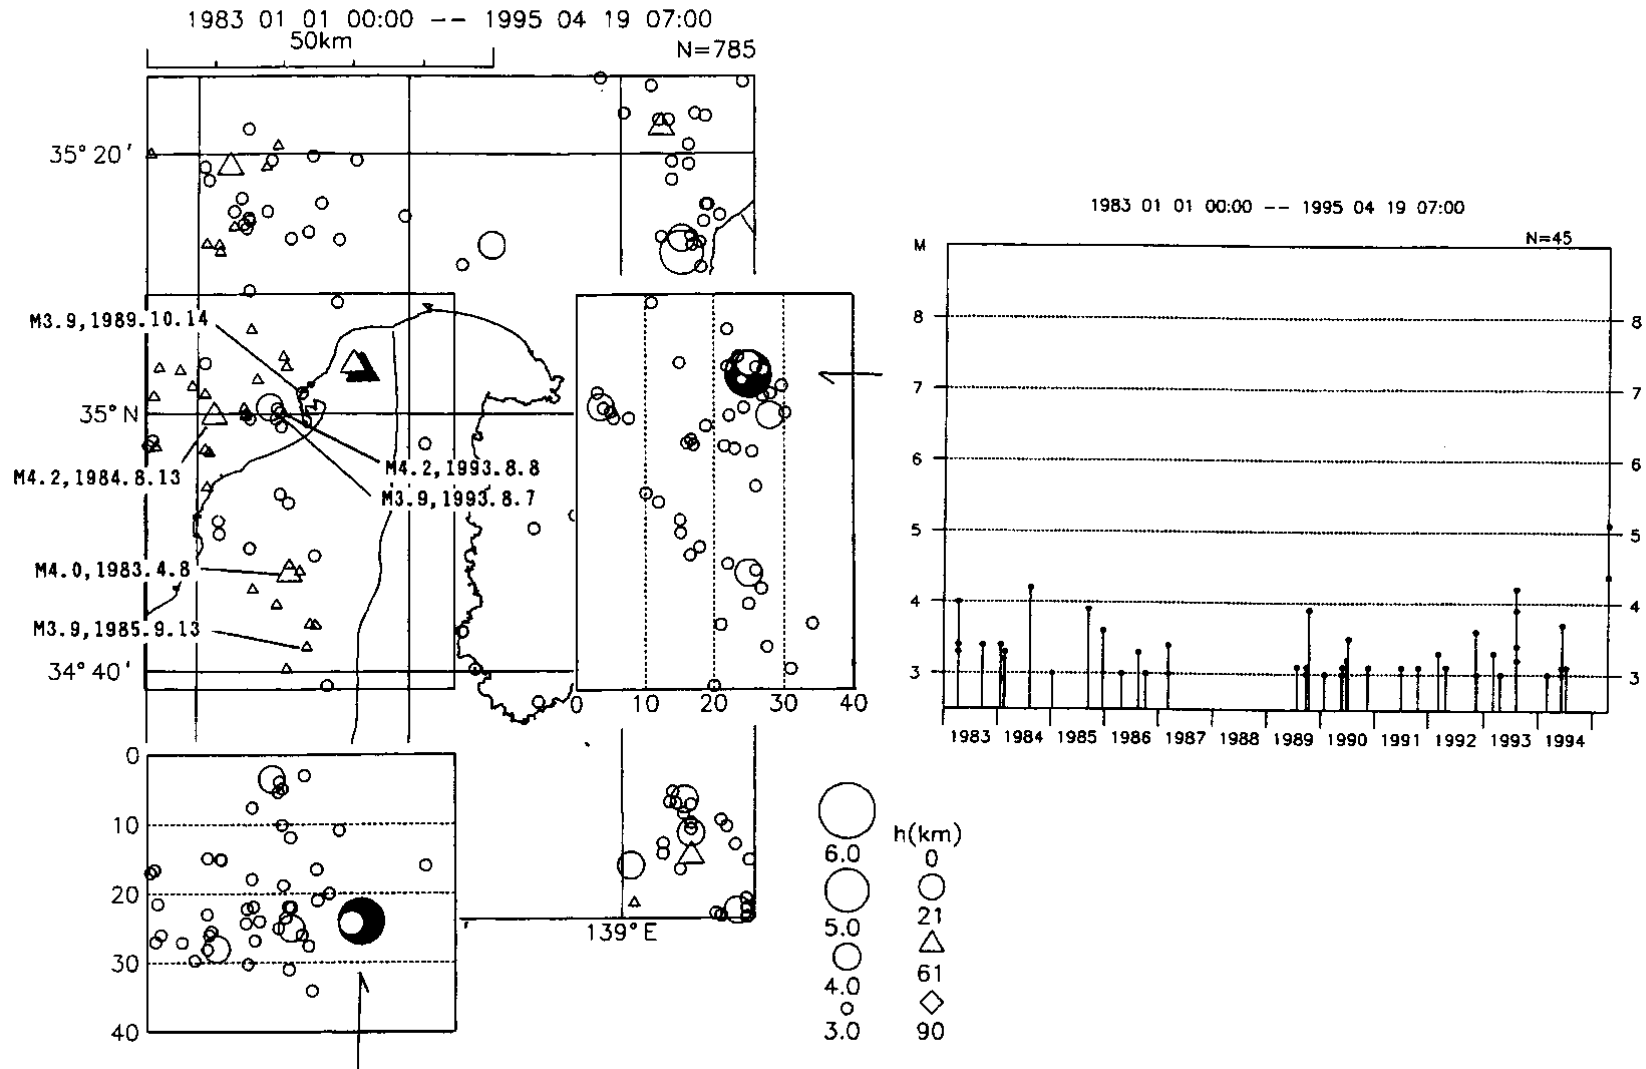 1983 01 01 00:00 -- 1995 04 19 07:00
50km
N=785
35°20'
M3.9,1989.10.14
35°N
M4.2,1984.8.13
M4.2,1993.8.8
M3.9,1993.8.7
M4.0,1983.4.8
M3.9,1985.9.13
34°40'
0 10 20 30 40
0
10
20
30
40
139°E
6.0
5.0
4.0
3.0
h(km)
0
21
61
90
1983 01 01 00:00 -- 1995 04 19 07:00
M
N=45
8 8
7 7
6 6
5 5
4 4
3 3
1983 1984 1985 1986 1987 1988 1989 1990 1991 1992 1993 1994